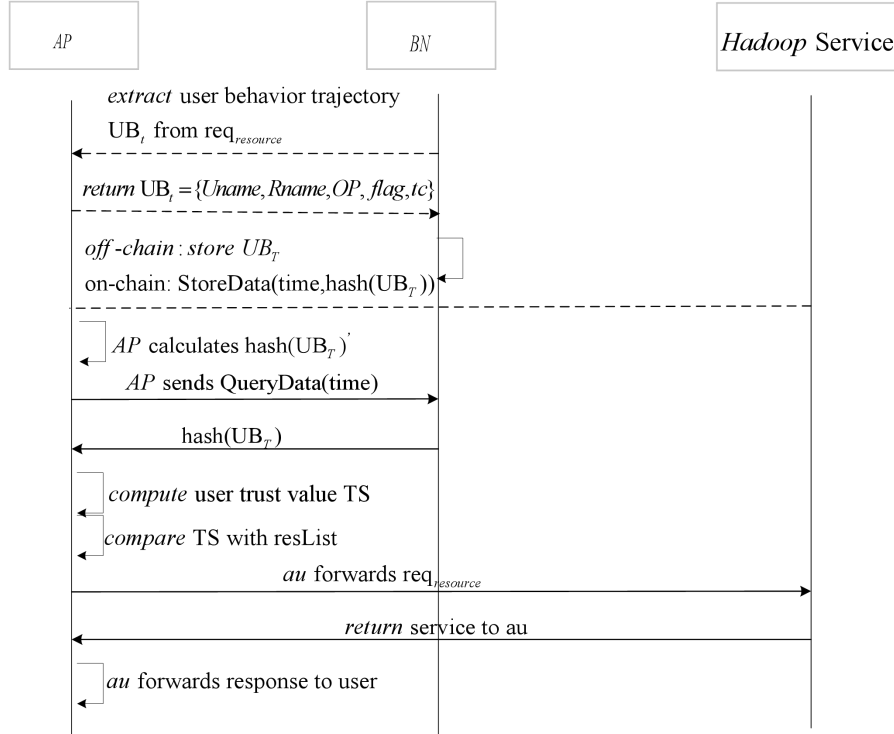 AP
BN
Hadoop Service
extract user behavior trajectory
UBₜ from req_resource
return UBₜ={Uname,Rname,OP,flag,tc}
off-chain:store UB_T
on-chain: StoreData(time,hash(UB_T))
AP calculates hash(UB_T)'
AP sends QueryData(time)
hash(UB_T)
compute user trust value TS
compare TS with resList
au forwards req_resource
return service to au
au forwards response to user